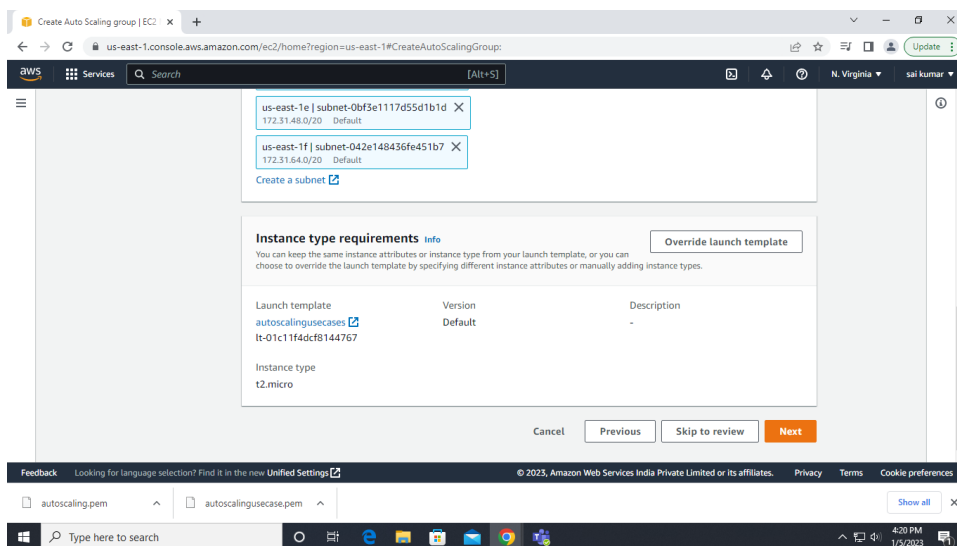 Create Auto Scaling group | EC2
us-east-1.console.aws.amazon.com/ec2/home?region=us-east-1#CreateAutoScalingGroup:
Update
aws
Services
Search
[Alt+S]
N. Virginia
sai kumar
us-east-1e | subnet-0bf3e1117d55d1b1d
172.31.48.0/20 Default
us-east-1f | subnet-042e148436fe451b7
172.31.64.0/20 Default
Create a subnet
Instance type requirements Info
Override launch template
You can keep the same instance attributes or instance type from your launch template, or you can
choose to override the launch template by specifying different instance attributes or manually adding instance types.
Launch template
Version
Description
autoscalingusecases
Default
-
lt-01c11f4dcf8144767
Instance type
t2.micro
Cancel
Previous
Skip to review
Next
Feedback
Looking for language selection? Find it in the new Unified Settings
© 2023, Amazon Web Services India Private Limited or its affiliates.
Privacy
Terms
Cookie preferences
autoscaling.pem
autoscalingusecase.pem
Show all
Type here to search
4:20 PM
1/5/2023